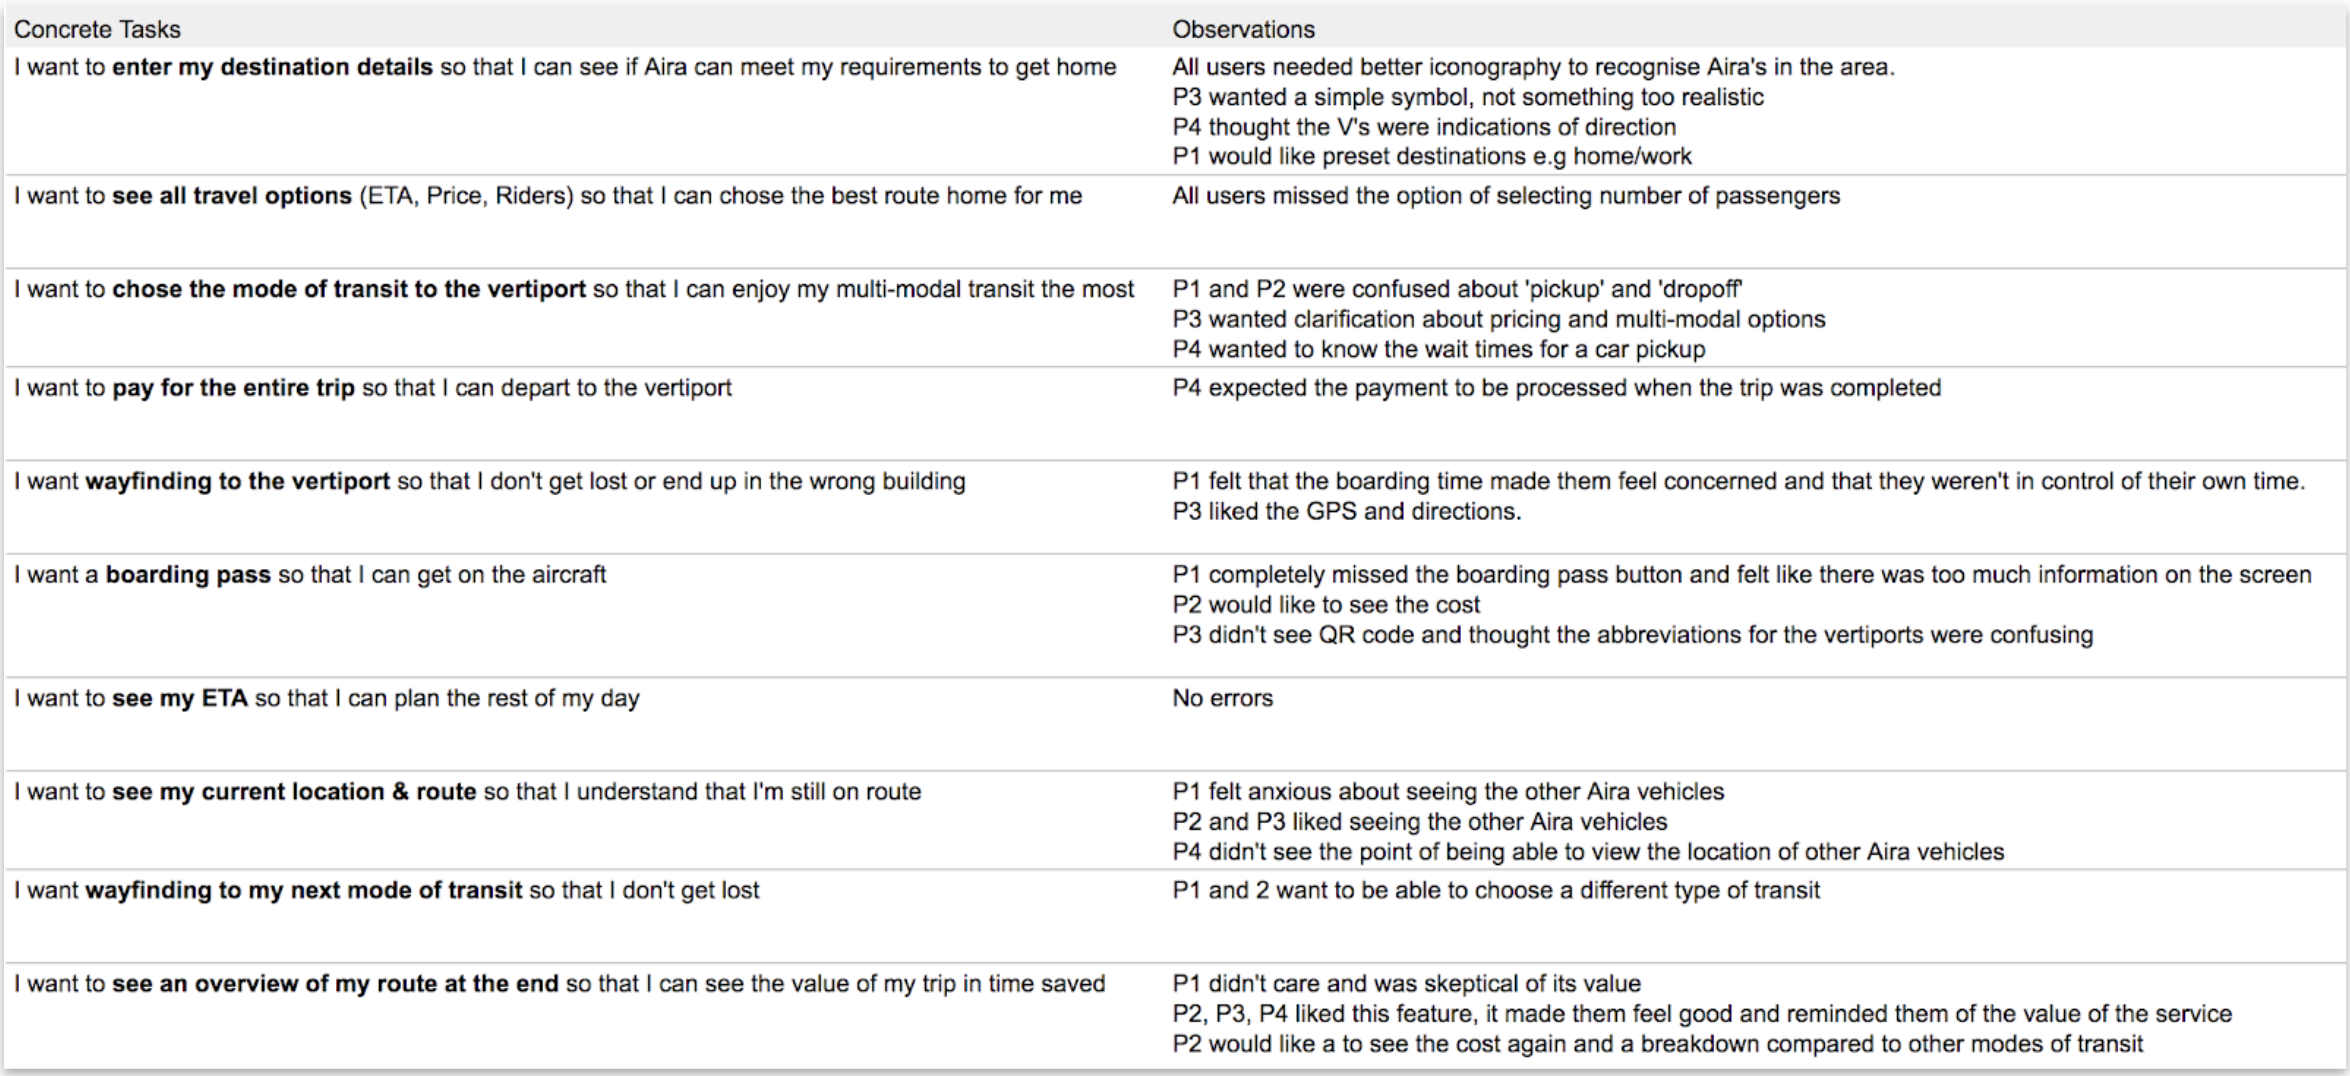 Concrete Tasks
Observations
I want to enter my destination details so that I can see if Aira can meet my requirements to get home
All users needed better iconography to recognise Aira's in the area.
P3 wanted a simple symbol, not something too realistic
P4 thought the V's were indications of direction
P1 would like preset destinations e.g home/work
I want to see all travel options (ETA, Price, Riders) so that I can chose the best route home for me
All users missed the option of selecting number of passengers
I want to chose the mode of transit to the vertiport so that I can enjoy my multi-modal transit the most
P1 and P2 were confused about 'pickup' and 'dropoff'
P3 wanted clarification about pricing and multi-modal options
P4 wanted to know the wait times for a car pickup
I want to pay for the entire trip so that I can depart to the vertiport
P4 expected the payment to be processed when the trip was completed
I want wayfinding to the vertiport so that I don't get lost or end up in the wrong building
P1 felt that the boarding time made them feel concerned and that they weren't in control of their own time.
P3 liked the GPS and directions.
I want a boarding pass so that I can get on the aircraft
P1 completely missed the boarding pass button and felt like there was too much information on the screen
P2 would like to see the cost
P3 didn't see QR code and thought the abbreviations for the vertiports were confusing
I want to see my ETA so that I can plan the rest of my day
No errors
I want to see my current location & route so that I understand that I'm still on route
P1 felt anxious about seeing the other Aira vehicles
P2 and P3 liked seeing the other Aira vehicles
P4 didn't see the point of being able to view the location of other Aira vehicles
I want wayfinding to my next mode of transit so that I don't get lost
P1 and 2 want to be able to choose a different type of transit
I want to see an overview of my route at the end so that I can see the value of my trip in time saved
P1 didn't care and was skeptical of its value
P2, P3, P4 liked this feature, it made them feel good and reminded them of the value of the service
P2 would like a to see the cost again and a breakdown compared to other modes of transit